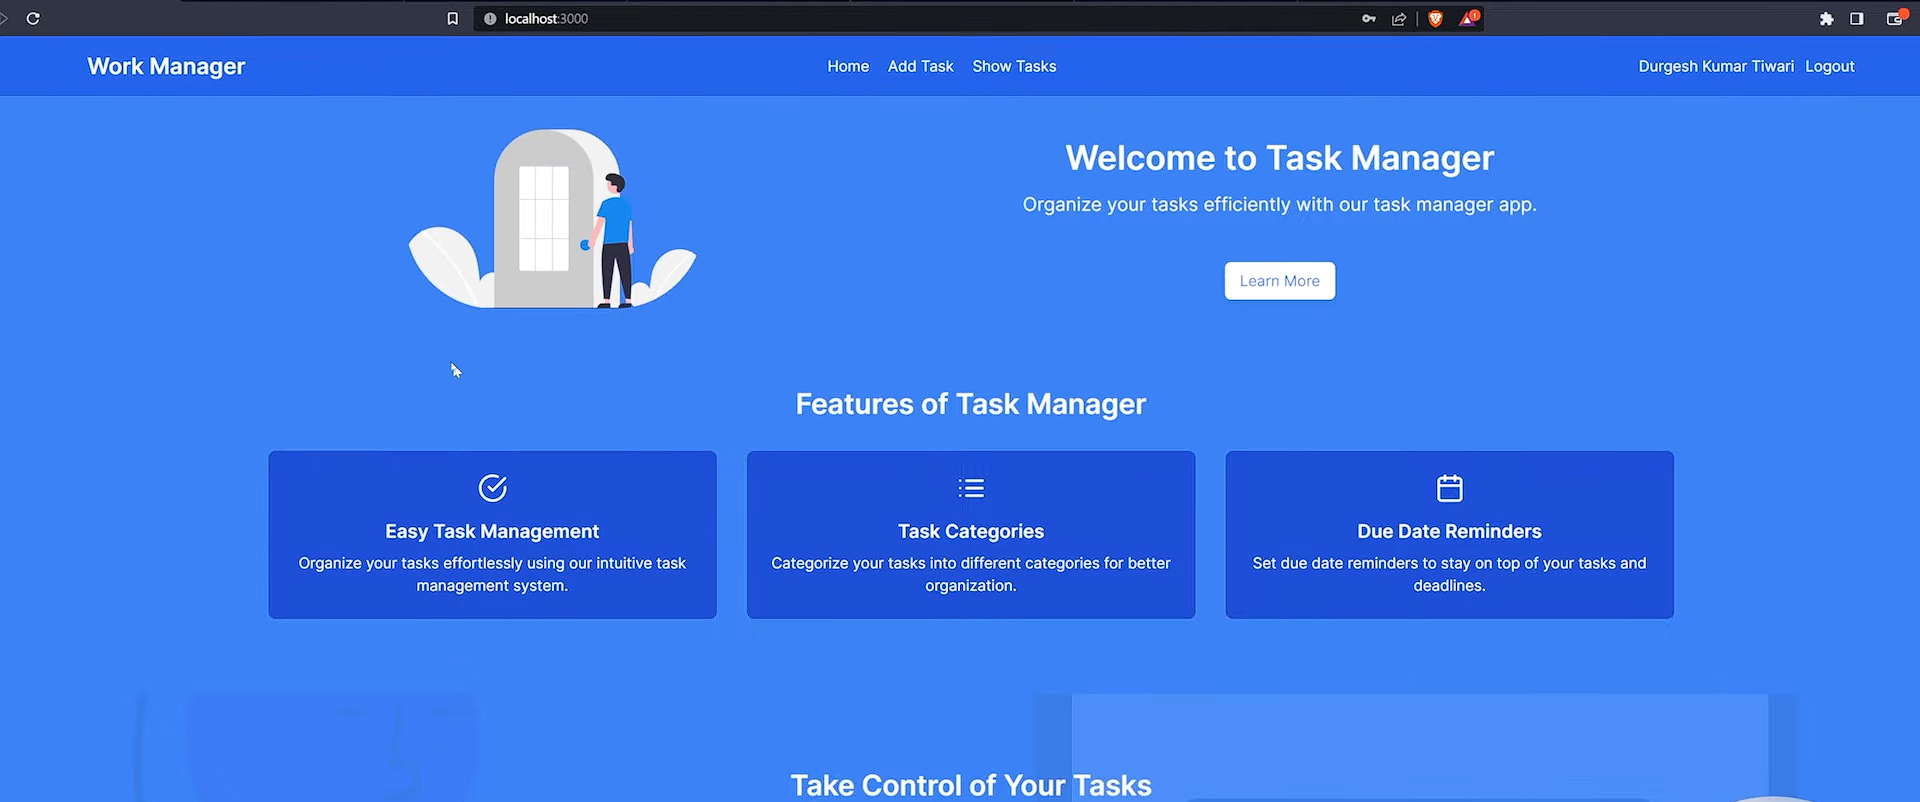 localhost:3000
1
Work Manager
Home Add Task Show Tasks
Durgesh Kumar Tiwari Logout
Welcome to Task Manager
Organize your tasks efficiently with our task manager app.
Learn More
Features of Task Manager
Easy Task Management
Organize your tasks effortlessly using our intuitive task
management system.
Task Categories
Categorize your tasks into different categories for better
organization.
Due Date Reminders
Set due date reminders to stay on top of your tasks and
deadlines.
Take Control of Your Tasks